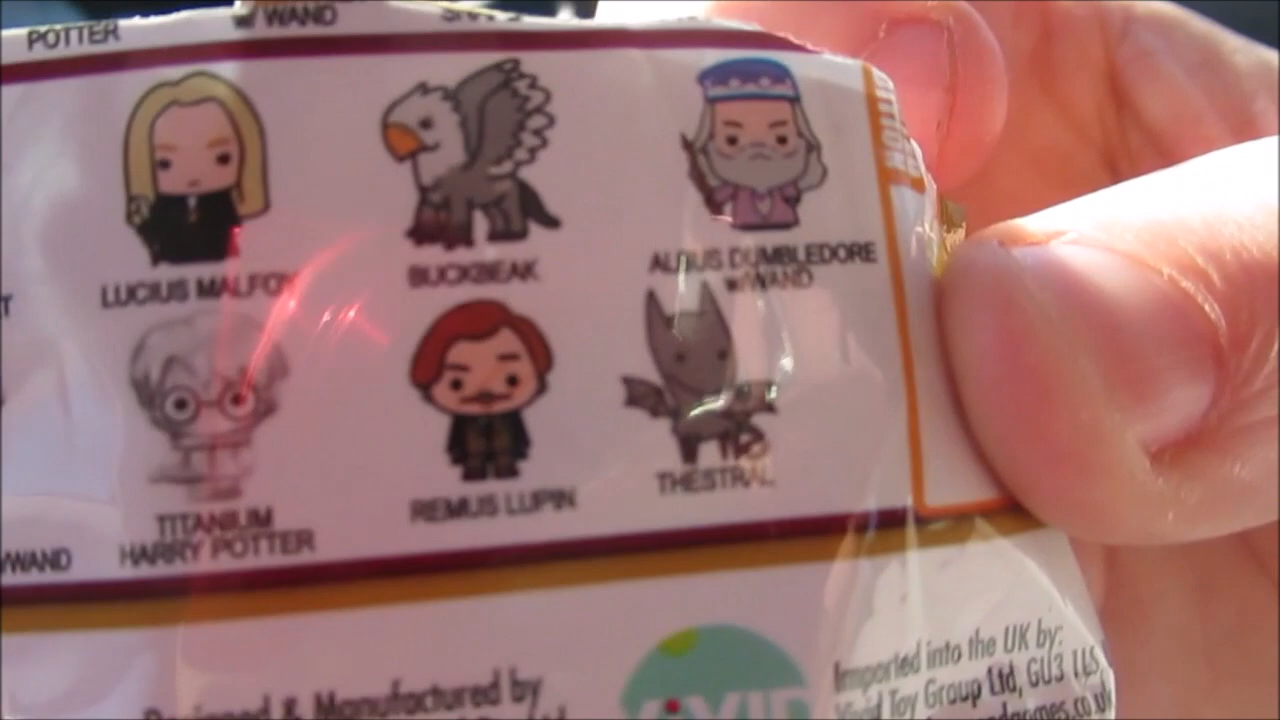 POTTER
w/ WAND
LUCIUS MALFOY
BUCKBEAK
ALBUS DUMBLEDORE
w/WAND
TITANIUM
HARRY POTTER
REMUS LUPIN
THESTRAL
w/WAND
Designed & Manufactured by
VIVID
Imported into the UK by:
Vivid Toy Group Ltd, GU3 1LS